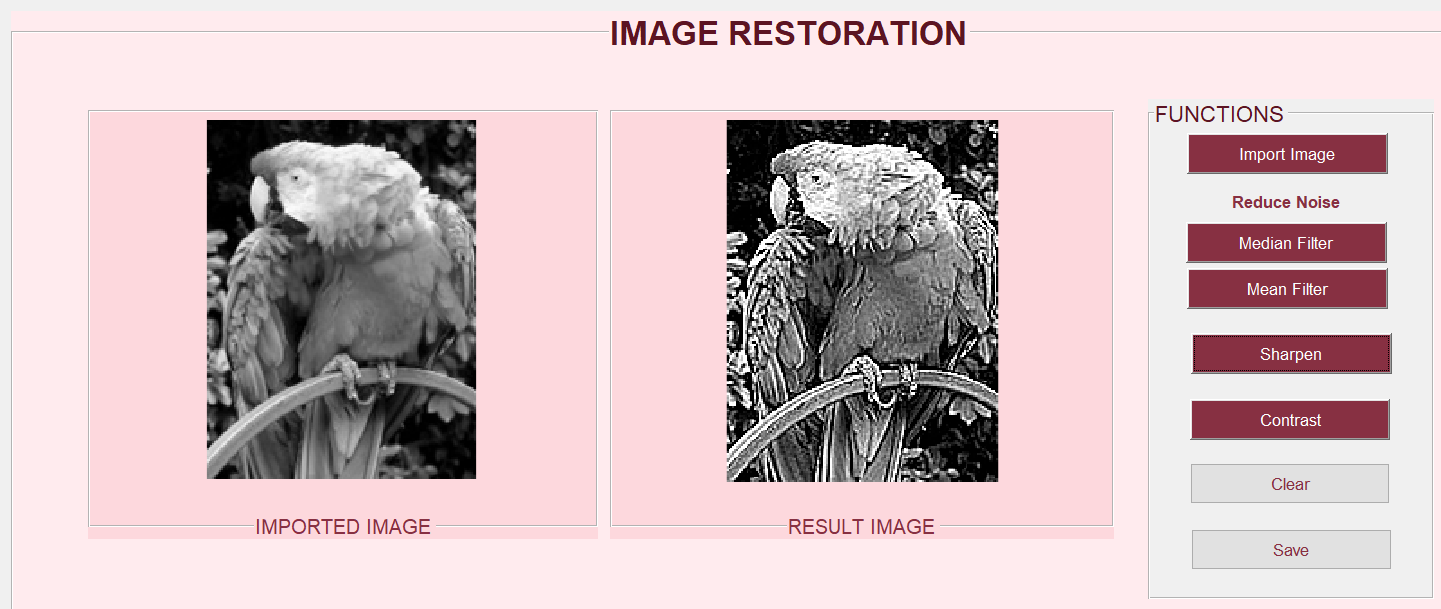 IMAGE RESTORATION
IMPORTED IMAGE
RESULT IMAGE
FUNCTIONS
Import Image
Reduce Noise
Median Filter
Mean Filter
Sharpen
Contrast
Clear
Save